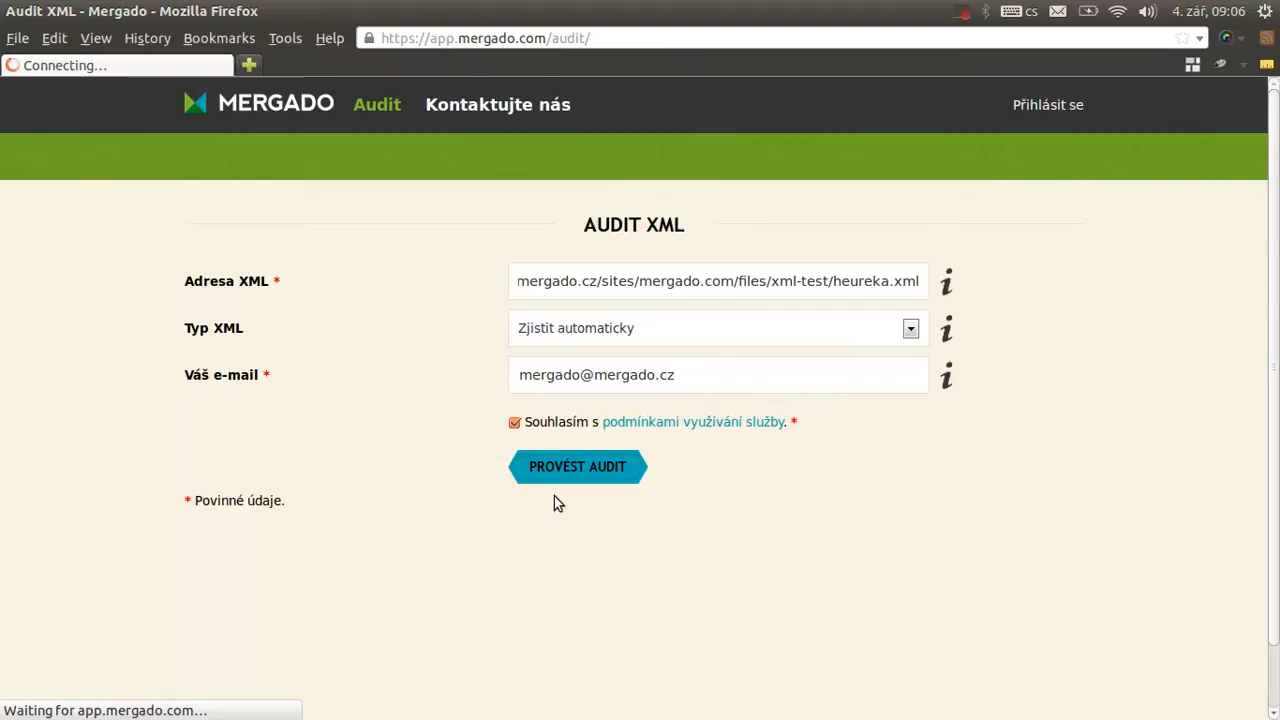 Audit XML - Mergado - Mozilla Firefox
cs
4. zář, 09:06
File Edit View History Bookmarks Tools Help
https://app.mergado.com/audit/
Connecting...
MERGADO Audit Kontaktujte nás Přihlásit se
AUDIT XML
Adresa XML * mergado.cz/sites/mergado.com/files/xml-test/heureka.xml
Typ XML Zjistit automaticky
Váš e-mail * mergado@mergado.cz
Souhlasím s podmínkami využívání služby. *
PROVÉST AUDIT
* Povinné údaje.
Waiting for app.mergado.com...